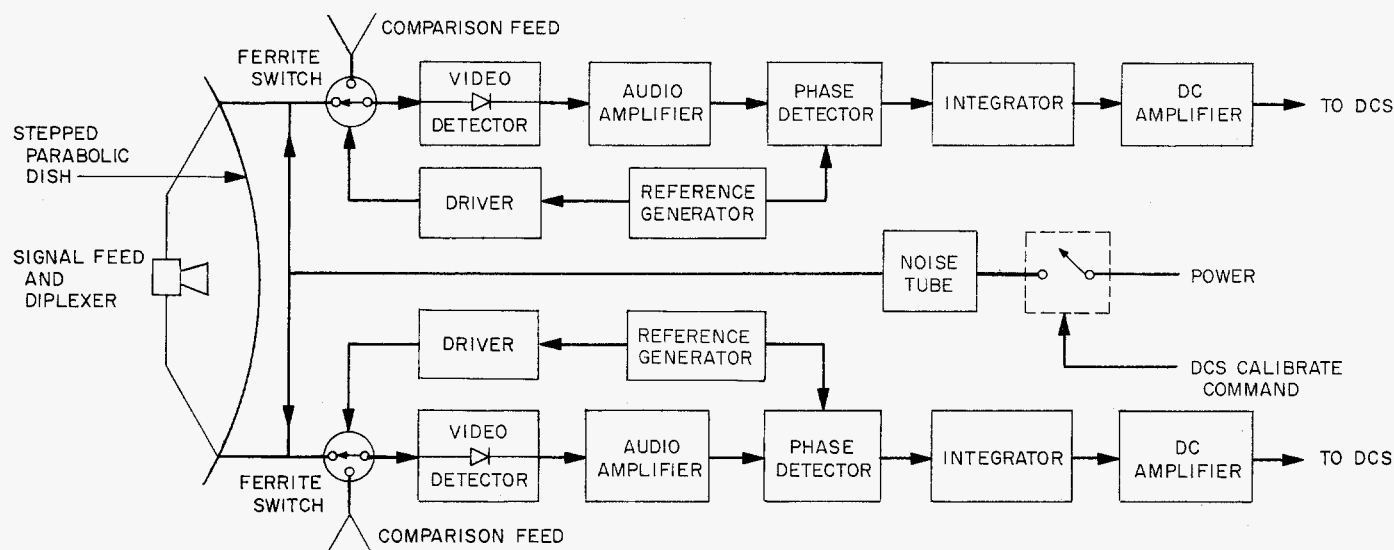 COMPARISON FEED
FERRITE
SWITCH
VIDEO
DETECTOR
AUDIO
AMPLIFIER
PHASE
DETECTOR
INTEGRATOR
DC
AMPLIFIER
TO DCS
STEPPED
PARABOLIC
DISH
DRIVER
REFERENCE
GENERATOR
SIGNAL FEED
AND
DIPLEXER
NOISE
TUBE
POWER
DRIVER
REFERENCE
GENERATOR
DCS CALIBRATE
COMMAND
VIDEO
DETECTOR
AUDIO
AMPLIFIER
PHASE
DETECTOR
INTEGRATOR
DC
AMPLIFIER
TO DCS
FERRITE
SWITCH
COMPARISON FEED